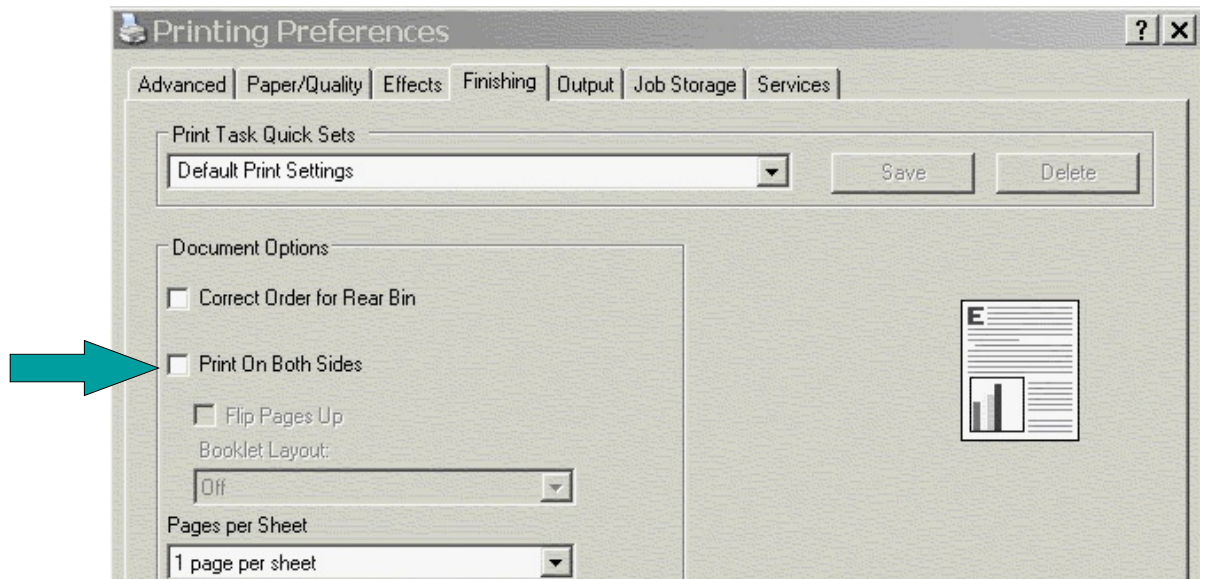 Printing Preferences
Advanced Paper/Quality Effects Finishing Output Job Storage Services
Print Task Quick Sets
Default Print Settings Save Delete
Document Options
Correct Order for Rear Bin
Print On Both Sides
Flip Pages Up
Booklet Layout:
Off
Pages per Sheet
1 page per sheet
E